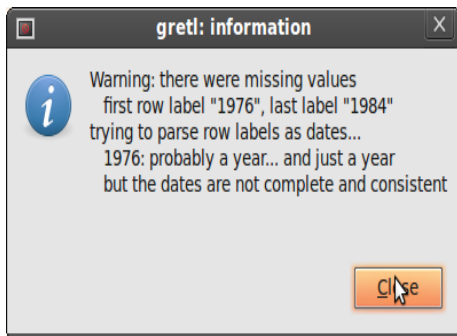 gretl: information
X
Warning: there were missing values
first row label "1976", last label "1984"
trying to parse row labels as dates...
1976: probably a year... and just a year
but the dates are not complete and consistent
Close